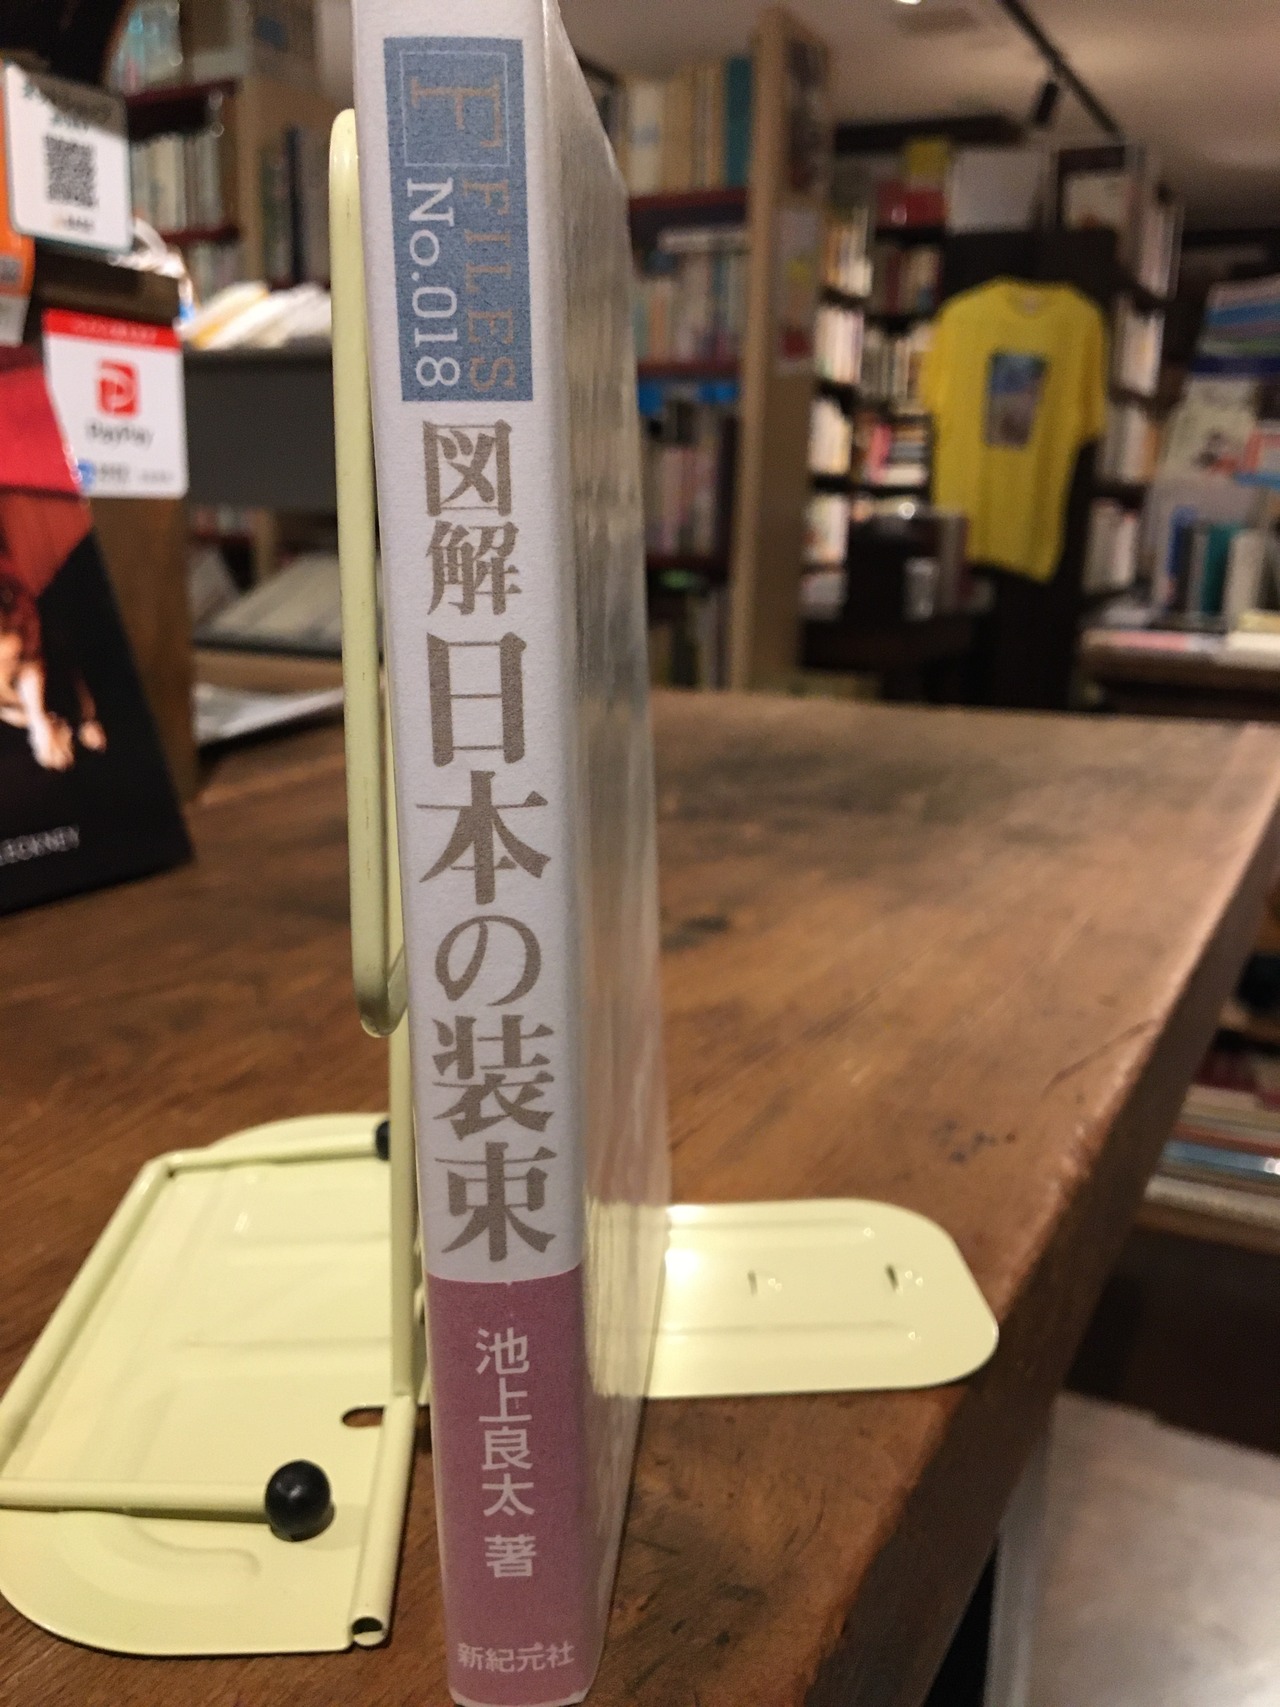 F FILES
No.018
図解 日本の装束
池上良太 著
新紀元社
PayPay